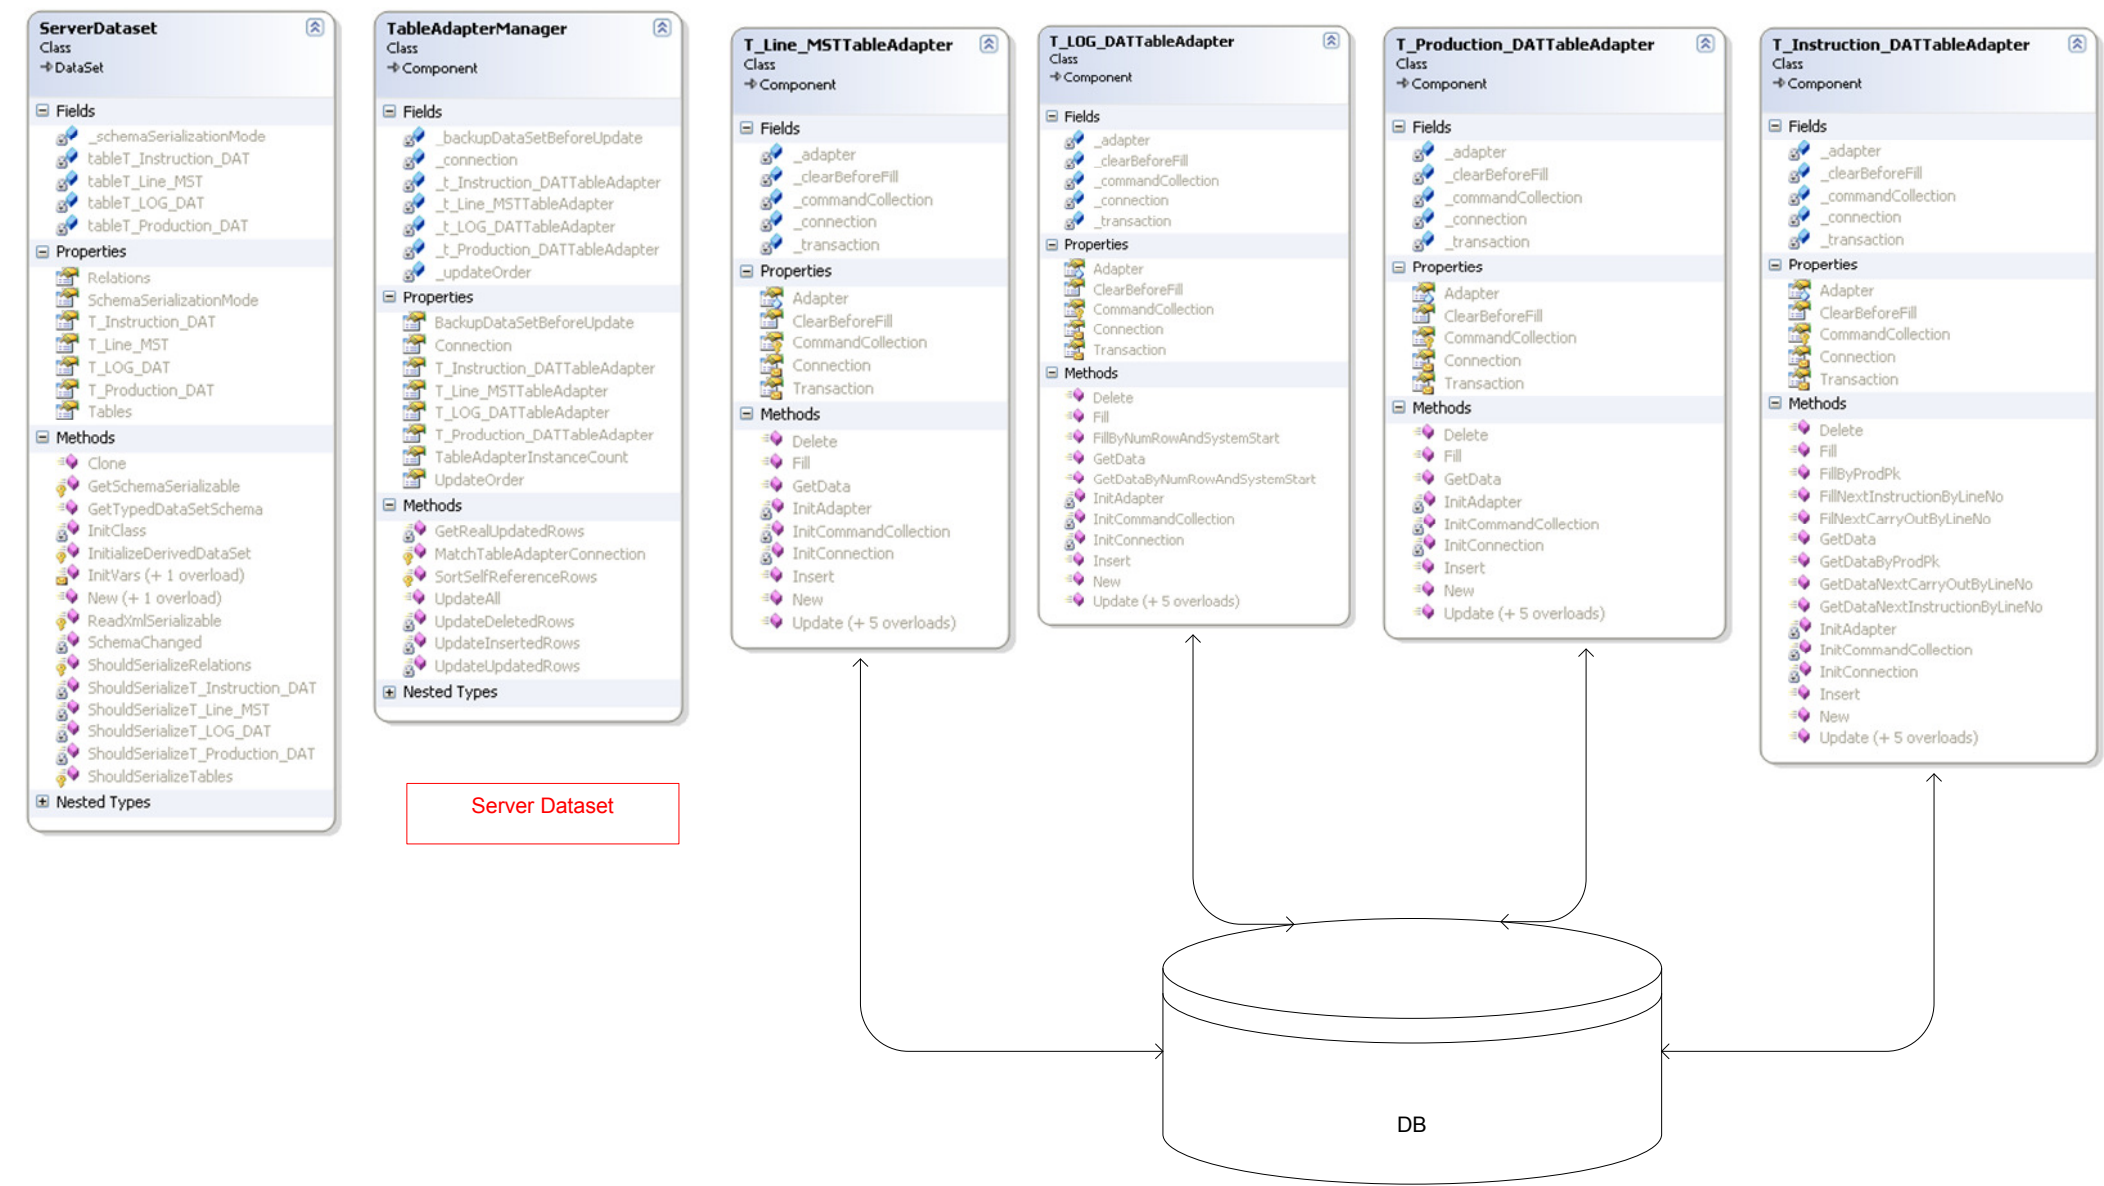 ServerDataset
Class
DataSet
Fields
_schemaSerializationMode
tableT_Instruction_DAT
tableT_Line_MST
tableT_LOG_DAT
tableT_Production_DAT
Properties
Relations
SchemaSerializationMode
T_Instruction_DAT
T_Line_MST
T_LOG_DAT
T_Production_DAT
Tables
Methods
Clone
GetSchemaSerializable
GetTypedDataSetSchema
InitClass
InitializeDerivedDataSet
InitVars (+ 1 overload)
New (+ 1 overload)
ReadXmlSerializable
SchemaChanged
ShouldSerializeRelations
ShouldSerializeT_Instruction_DAT
ShouldSerializeT_Line_MST
ShouldSerializeT_LOG_DAT
ShouldSerializeT_Production_DAT
ShouldSerializeTables
Nested Types
TableAdapterManager
Class
Component
Fields
_backupDataSetBeforeUpdate
_connection
_t_Instruction_DATTableAdapter
_t_Line_MSTTableAdapter
_t_LOG_DATTableAdapter
_t_Production_DATTableAdapter
_updateOrder
Properties
BackupDataSetBeforeUpdate
Connection
T_Instruction_DATTableAdapter
T_Line_MSTTableAdapter
T_LOG_DATTableAdapter
T_Production_DATTableAdapter
TableAdapterInstanceCount
UpdateOrder
Methods
GetRealUpdatedRows
MatchTableAdapterConnection
SortSelfReferenceRows
UpdateAll
UpdateDeletedRows
UpdateInsertedRows
UpdateUpdatedRows
Nested Types
Server Dataset
T_Line_MSTTableAdapter
Class
Component
Fields
_adapter
_clearBeforeFill
_commandCollection
_connection
_transaction
Properties
Adapter
ClearBeforeFill
CommandCollection
Connection
Transaction
Methods
Delete
Fill
GetData
InitAdapter
InitCommandCollection
InitConnection
Insert
New
Update (+ 5 overloads)
T_LOG_DATTableAdapter
Class
Component
Fields
_adapter
_clearBeforeFill
_commandCollection
_connection
_transaction
Properties
Adapter
ClearBeforeFill
CommandCollection
Connection
Transaction
Methods
Delete
Fill
FillByNumRowAndSystemStart
GetData
GetDataByNumRowAndSystemStart
InitAdapter
InitCommandCollection
InitConnection
Insert
New
Update (+ 5 overloads)
T_Production_DATTableAdapter
Class
Component
Fields
_adapter
_clearBeforeFill
_commandCollection
_connection
_transaction
Properties
Adapter
ClearBeforeFill
CommandCollection
Connection
Transaction
Methods
Delete
Fill
GetData
InitAdapter
InitCommandCollection
InitConnection
Insert
New
Update (+ 5 overloads)
T_Instruction_DATTableAdapter
Class
Component
Fields
_adapter
_clearBeforeFill
_commandCollection
_connection
_transaction
Properties
Adapter
ClearBeforeFill
CommandCollection
Connection
Transaction
Methods
Delete
Fill
FillByProdPk
FillNextInstructionByLineNo
FilNextCarryOutByLineNo
GetData
GetDataByProdPk
GetDataNextCarryOutByLineNo
GetDataNextInstructionByLineNo
InitAdapter
InitCommandCollection
InitConnection
Insert
New
Update (+ 5 overloads)
DB